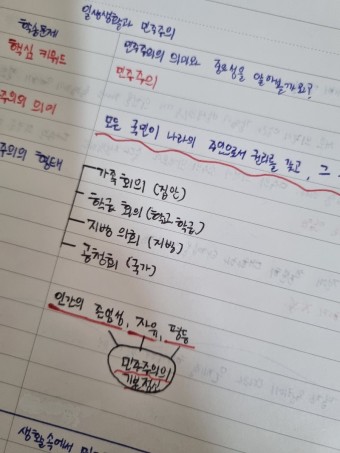 일상생활과 민주주의
학습문제
민주주의의 의미와 중요성을 알아볼까요?
핵심 키워드
민주주의
주의의 의미
모든 국민이 나라의 주인으로서 권리를 갖고, 그
주의의 형태
가족회의 (집안)
학급 회의 (학교 학급)
지방 의회 (지방)
공청회 (국가)
인간의 존엄성, 자유, 평등
민주주의의
기본정신
생활속에서